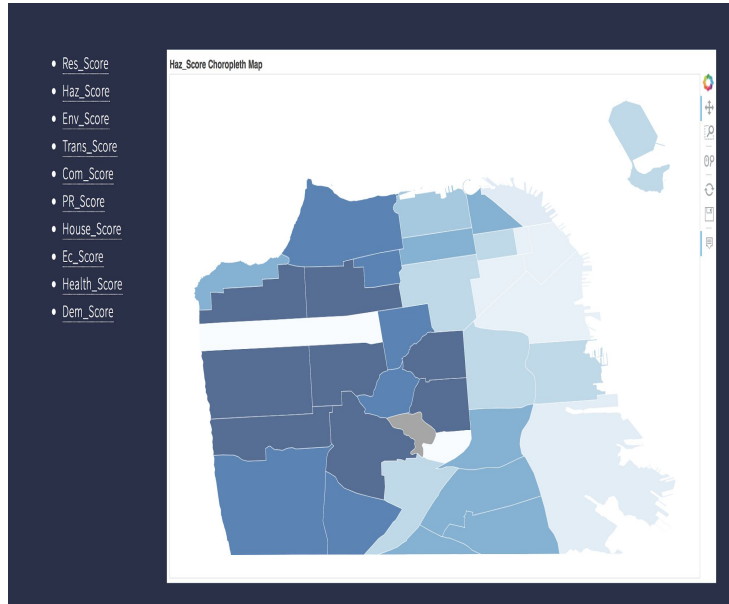 Res_Score
Haz_Score
Env_Score
Trans_Score
Com_Score
PR_Score
House_Score
Ec_Score
Health_Score
Dem_Score
Haz_Score Choropleth Map